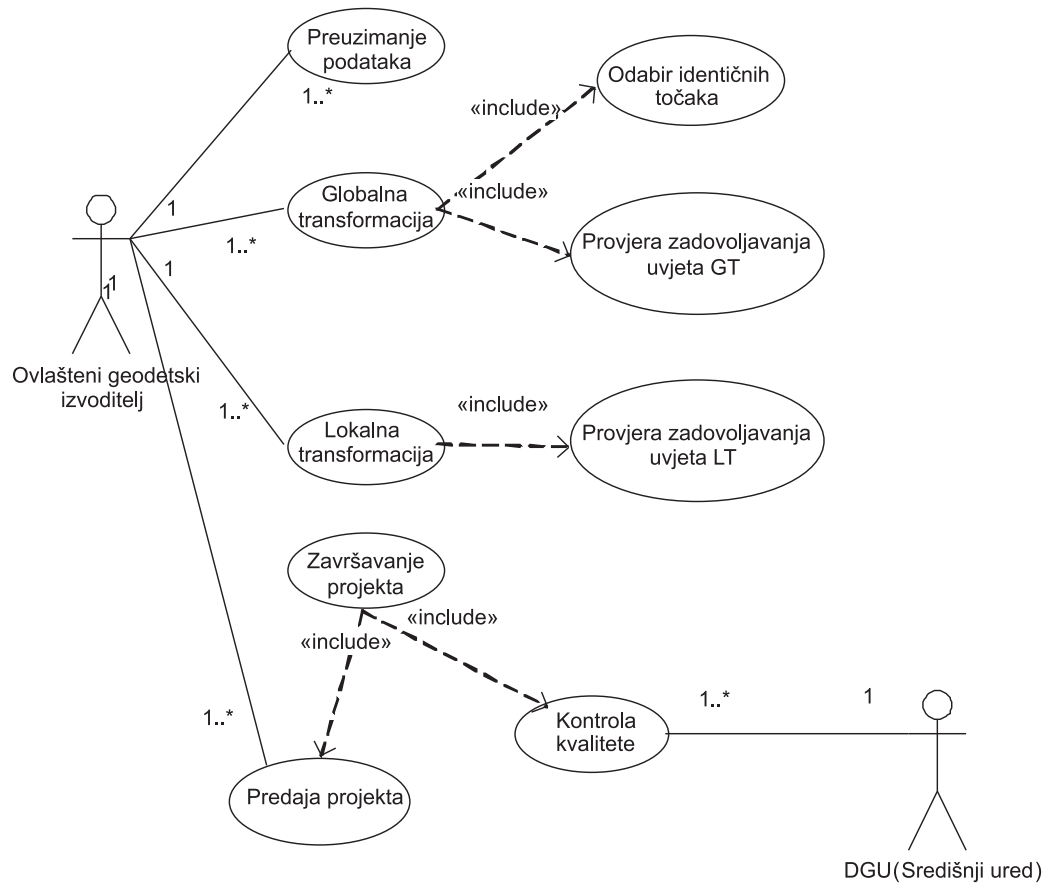 Preuzimanje
podataka
1..*
Odabir identičnih
točaka
«include»
«include»
Globalna
transformacija
1
1..*
Provjera zadovoljavanja
uvjeta GT
1
1
1
Ovlašteni geodetski
izvoditelj
1..*
«include»
Lokalna
transformacija
Provjera zadovoljavanja
uvjeta LT
Završavanje
projekta
«include»
«include»
1..*
Kontrola
kvalitete
1..*
1
Predaja projekta
DGU(Središnji ured)